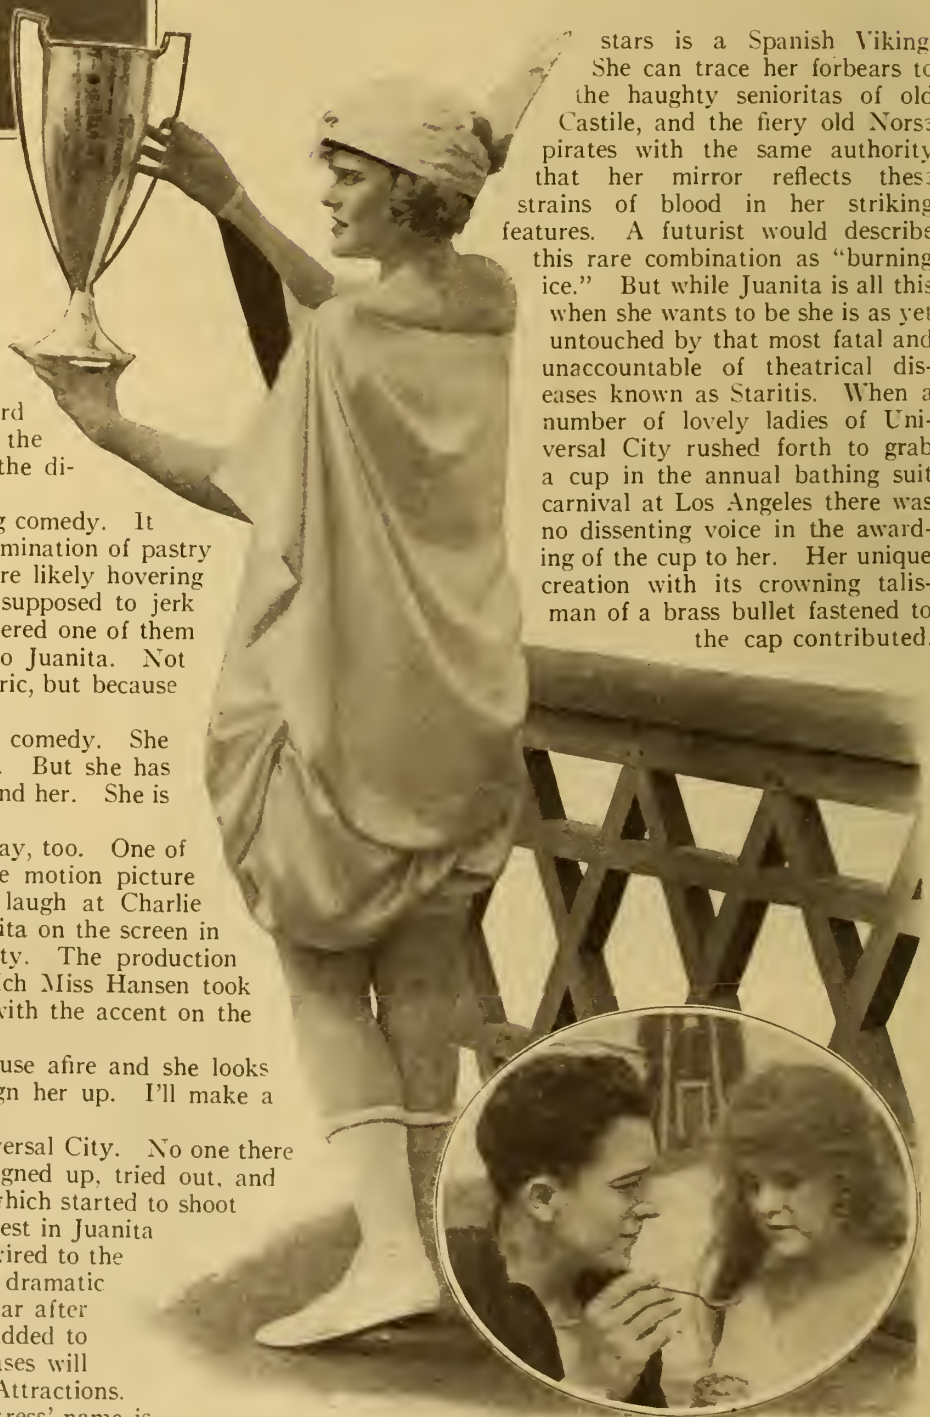 rd
the
the di-
g comedy. It
mination of pastry
re likely hovering
supposed to jerk
ered one of them
o Juanita. Not
ric, but because
comedy. She
. But she has
nd her. She is
ay, too. One of
e motion picture
laugh at Charlie
ita on the screen in
ty. The production
ch Miss Hansen took
vith the accent on the
use afire and she looks
gn her up. I'll make a
ersal City. No one there
gned up, tried out, and
which started to shoot
est in Juanita
ired to the
dramatic
ar after
dded to
ses will
Attractions.
ress' name is
stars is a Spanish Viking
She can trace her forbears to
the haughty senioritas of old
Castile, and the fiery old Nors
pirates with the same authority
that her mirror reflects thes
strains of blood in her striking
features. A futurist would describe
this rare combination as “burning
ice.” But while Juanita is all this
when she wants to be she is as yet
untouched by that most fatal and
unaccountable of theatrical dis-
eases known as Staritis. When a
number of lovely ladies of Uni-
versal City rushed forth to grab
a cup in the annual bathing suit
carnival at Los Angeles there was
no dissenting voice in the award-
ing of the cup to her. Her unique
creation with its crowning talis-
man of a brass bullet fastened to
the cap contributed.